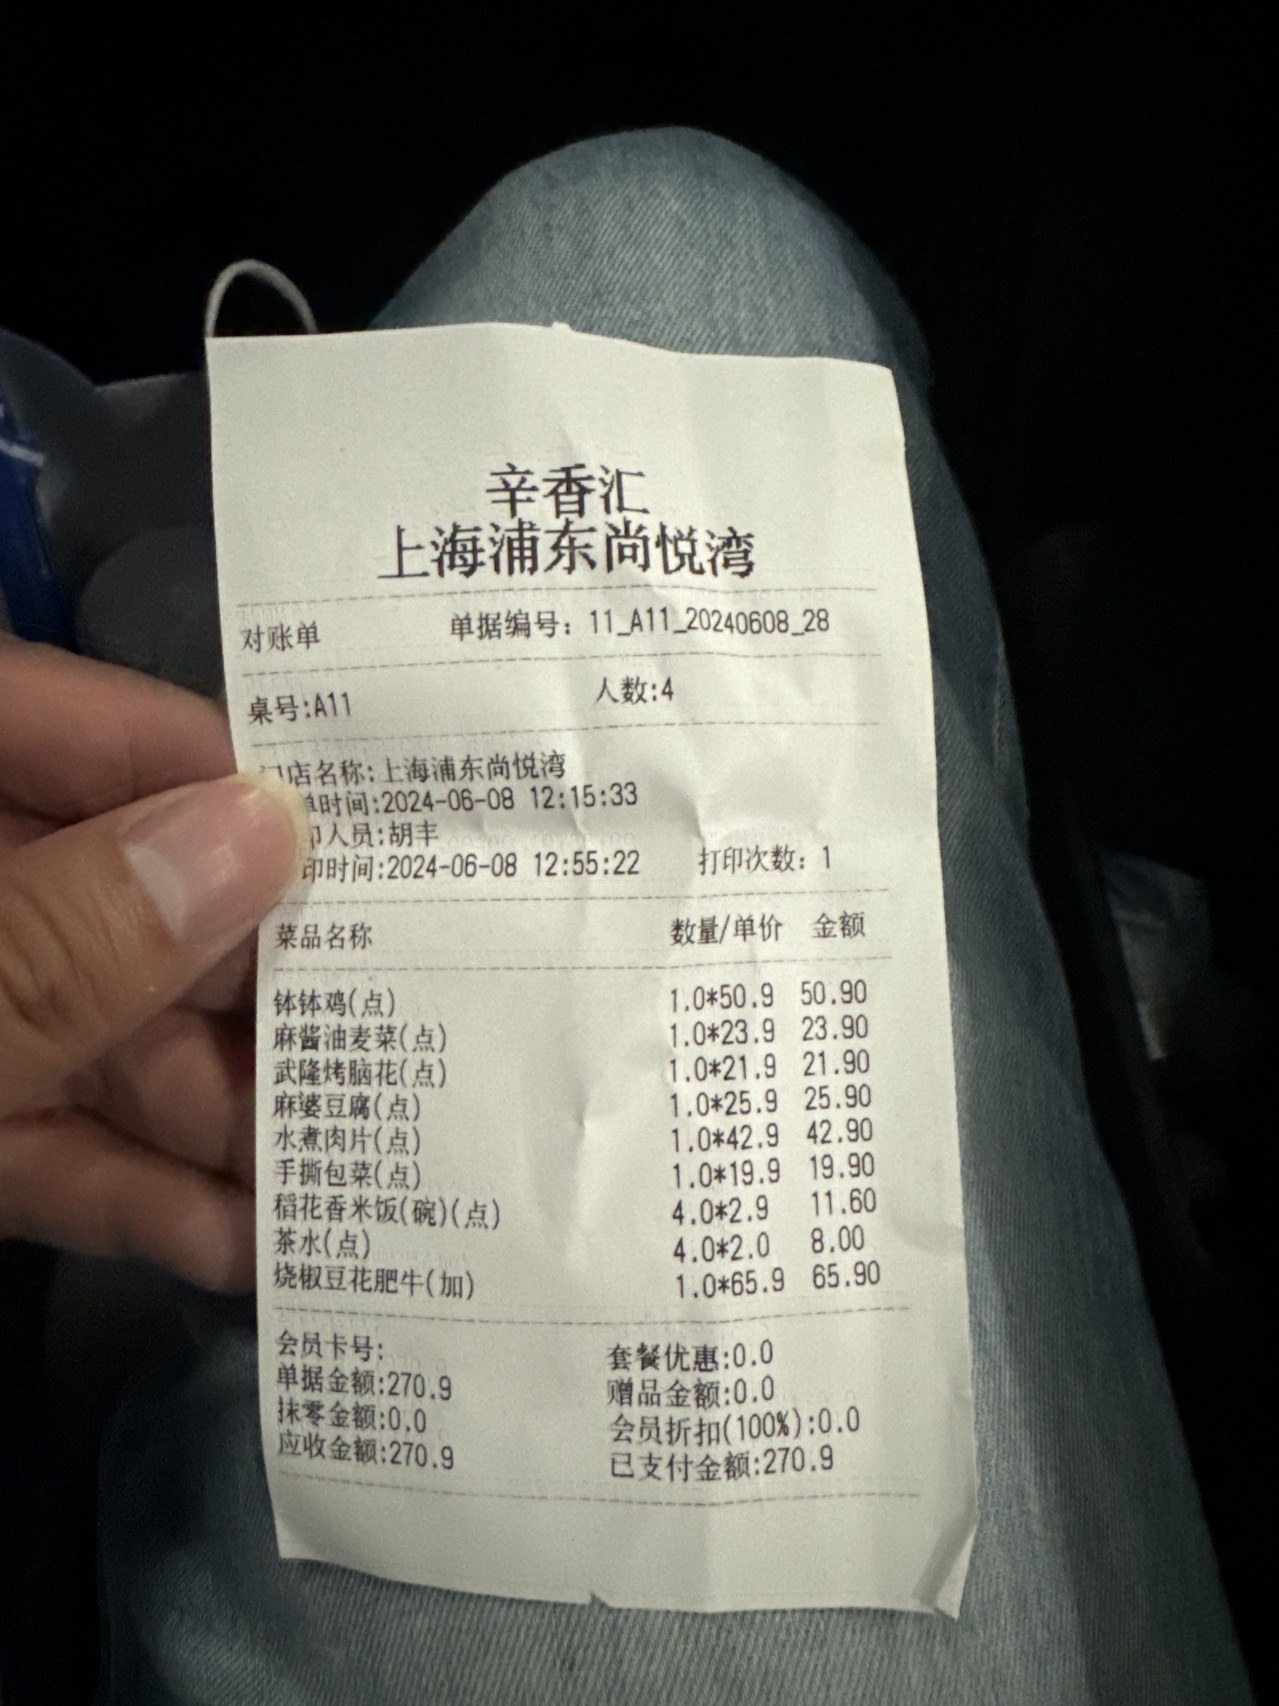 辛香汇
上海浦东尚悦湾
对账单 单据编号：11_A11_20240608_28
桌号:A11 人数:4
店名称:上海浦东尚悦湾
单时间:2024-06-08 12:15:33
印人员:胡丰
印时间:2024-06-08 12:55:22 打印次数：1
菜品名称 数量/单价 金额
钵钵鸡(点) 1.0*50.9 50.90
麻酱油麦菜(点) 1.0*23.9 23.90
武隆烤脑花(点) 1.0*21.9 21.90
麻婆豆腐(点) 1.0*25.9 25.90
水煮肉片(点) 1.0*42.9 42.90
手撕包菜(点) 1.0*19.9 19.90
稻花香米饭(碗)(点) 4.0*2.9 11.60
茶水(点) 4.0*2.0 8.00
烧椒豆花肥牛(加) 1.0*65.9 65.90
会员卡号: 套餐优惠:0.0
单据金额:270.9 赠品金额:0.0
抹零金额:0.0 会员折扣(100%):0.0
应收金额:270.9 已支付金额:270.9